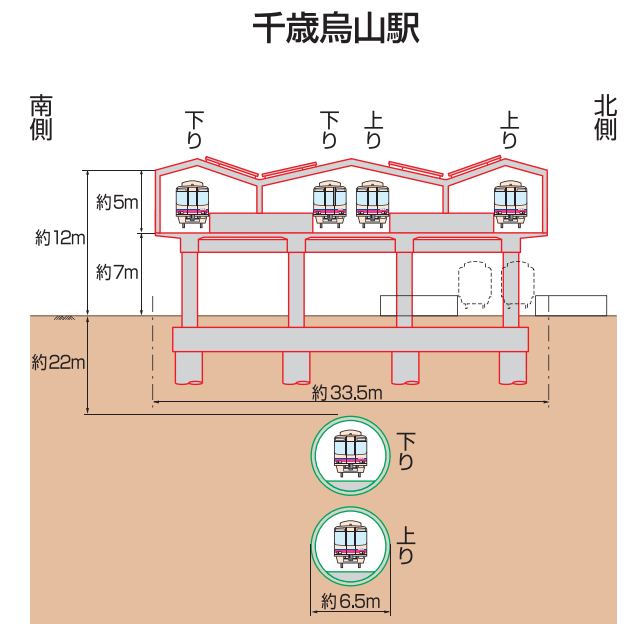 千歳烏山駅
南側
北側
下り
下り
上り
上り
約5m
約12m
約7m
約22m
約33.5m
下り
上り
約6.5m